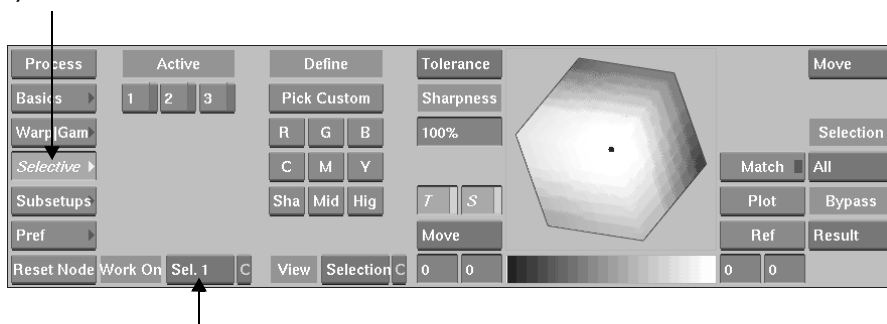 Process Active Define Tolerance Move
Basics 1 2 3 Pick Custom Sharpness
Warp|Gam R G B 100% Selection
Selective C M Y Match All
Subsetups Sha Mid Hig T S Plot Bypass
Pref Move Ref Result
Reset Node Work On Sel. 1 C View Selection C 0 0 0 0